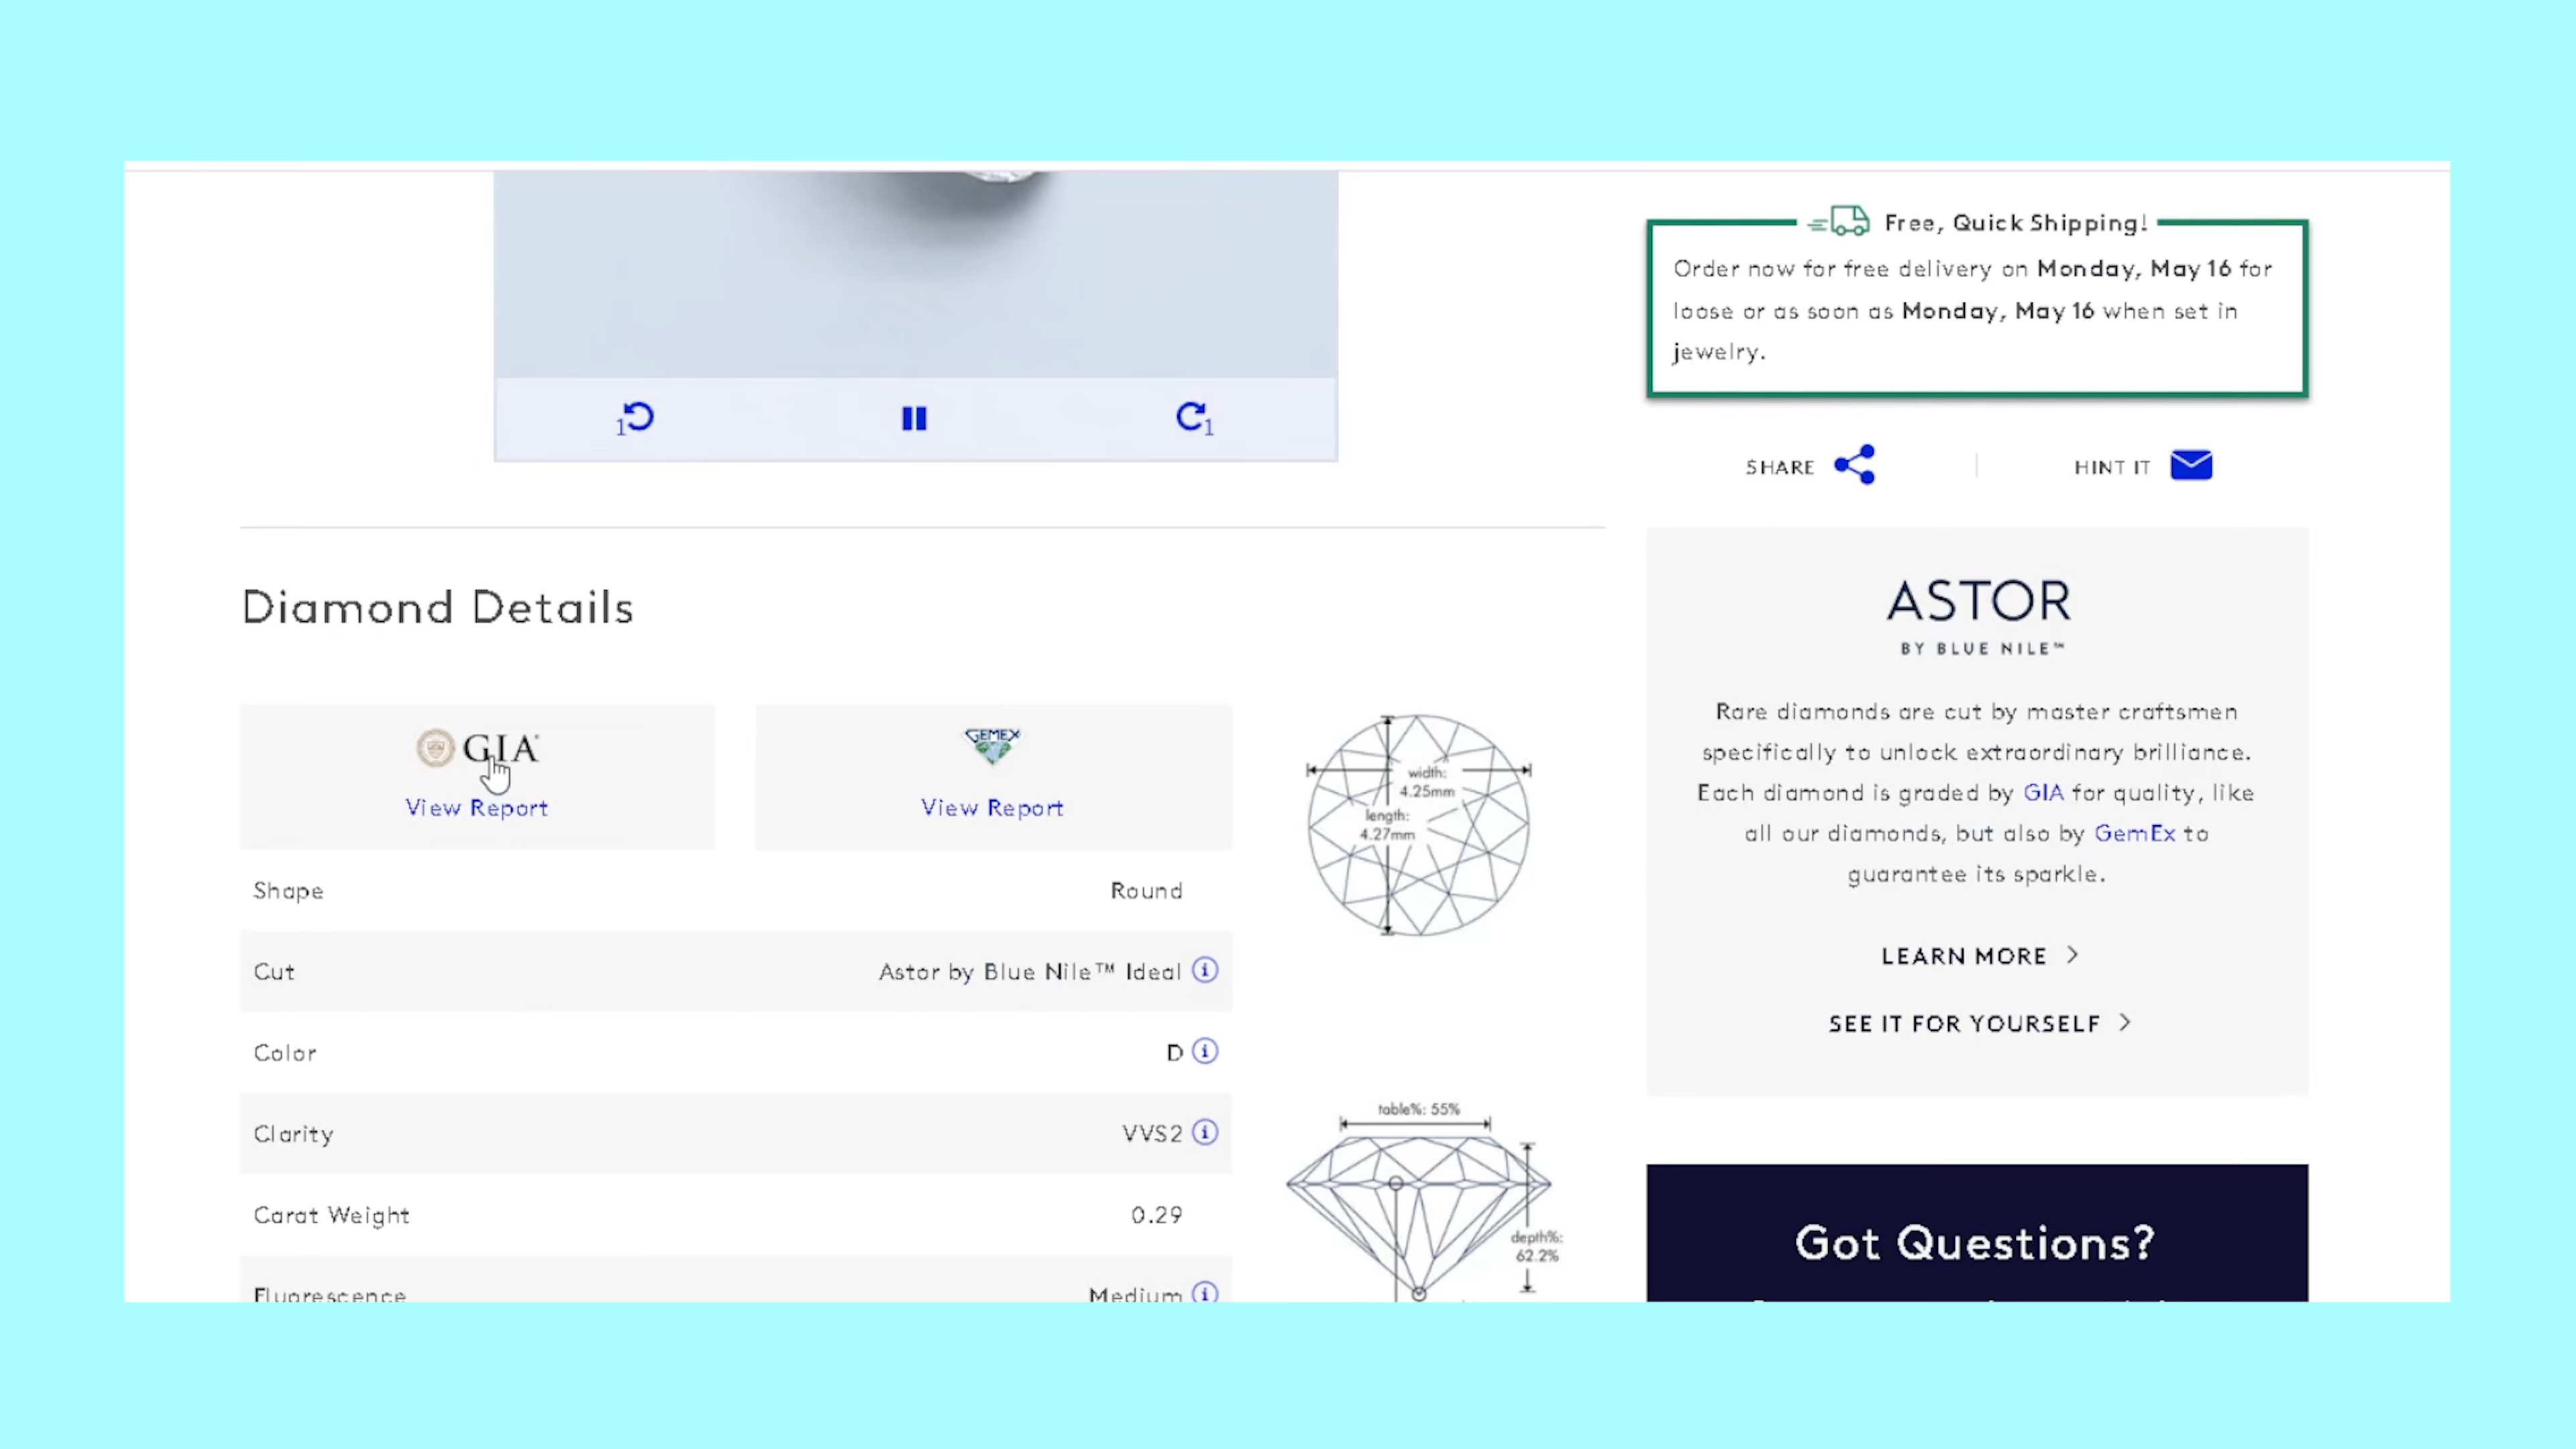 Free, Quick Shipping!
Order now for free delivery on Monday, May 16 for
loose or as soon as Monday, May 16 when set in
jewelry.
1
1
SHARE
HINT IT
Diamond Details
GIA
View Report
GEMEX
View Report
Shape Round
Cut Astor by Blue Nile™ Ideal
Color D
Clarity VVS2
Carat Weight 0.29
Fluorescence Medium
width:
4.25mm
length:
4.27mm
table%: 55%
depth%:
62.2%
ASTOR
BY BLUE NILE™
Rare diamonds are cut by master craftsmen
specifically to unlock extraordinary brilliance.
Each diamond is graded by GIA for quality, like
all our diamonds, but also by GemEx to
guarantee its sparkle.
LEARN MORE >
SEE IT FOR YOURSELF >
Got Questions?